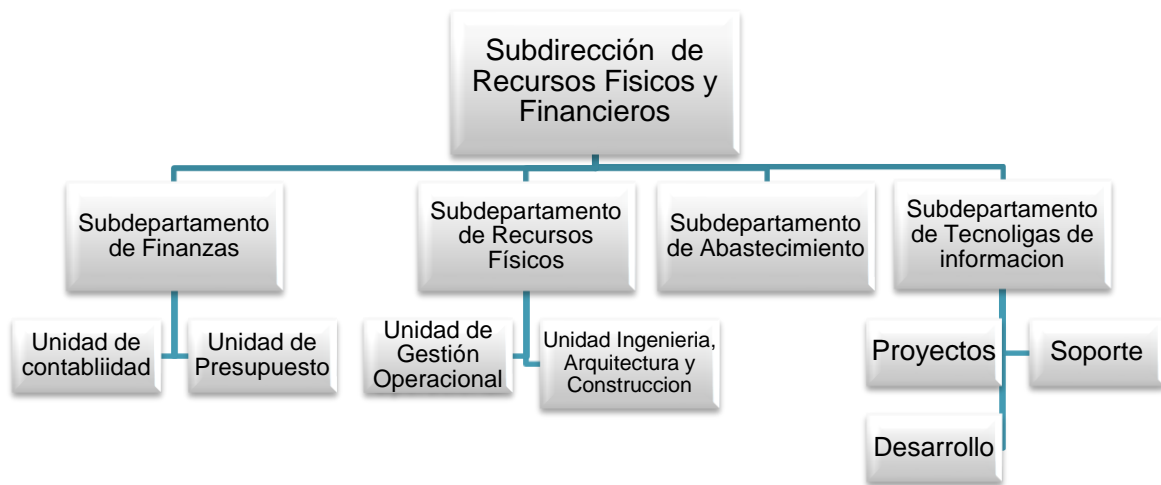 Subdirección de
Recursos Fisicos y
Financieros
Subdepartamento
de Finanzas
Subdepartamento
de Recursos
Físicos
Subdepartamento
de Abastecimiento
Subdepartamento
de Tecnoligas de
informacion
Unidad de
contabliidad
Unidad de
Presupuesto
Unidad de
Gestión
Operacional
Unidad Ingenieria,
Arquitectura y
Construccion
Proyectos
Soporte
Desarrollo